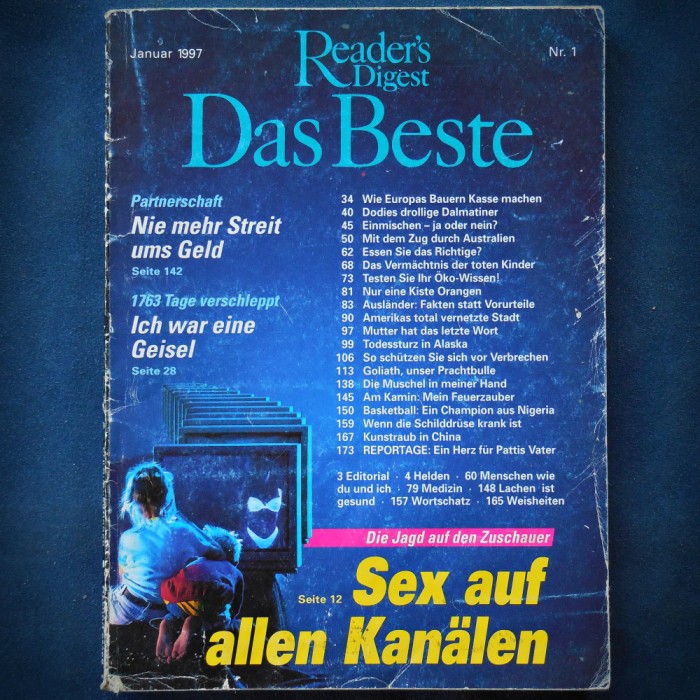 Januar 1997
Reader's
Digest
Nr. 1
Das Beste
Partnerschaft
Nie mehr Streit
ums Geld
Seite 142
1763 Tage verschleppt
Ich war eine
Geisel
Seite 28
34 Wie Europas Bauern Kasse machen
40 Dodies drollige Dalmatiner
45 Einmischen – ja oder nein?
50 Mit dem Zug durch Australien
62 Essen Sie das Richtige?
68 Das Vermächtnis der toten Kinder
73 Testen Sie Ihr Öko-Wissen!
81 Nur eine Kiste Orangen
83 Ausländer: Fakten statt Vorurteile
90 Amerikas total vernetzte Stadt
97 Mutter hat das letzte Wort
99 Todessturz in Alaska
106 So schützen Sie sich vor Verbrechen
113 Goliath, unser Prachtbulle
138 Die Muschel in meiner Hand
145 Am Kamin: Mein Feuerzauber
150 Basketball: Ein Champion aus Nigeria
159 Wenn die Schilddrüse krank ist
167 Kunstraub in China
173 REPORTAGE: Ein Herz für Pattis Vater
3 Editorial · 4 Helden · 60 Menschen wie
du und ich · 79 Medizin · 148 Lachen ist
gesund · 157 Wortschatz · 165 Weisheiten
Die Jagd auf den Zuschauer
Seite 12 Sex auf
allen Kanälen